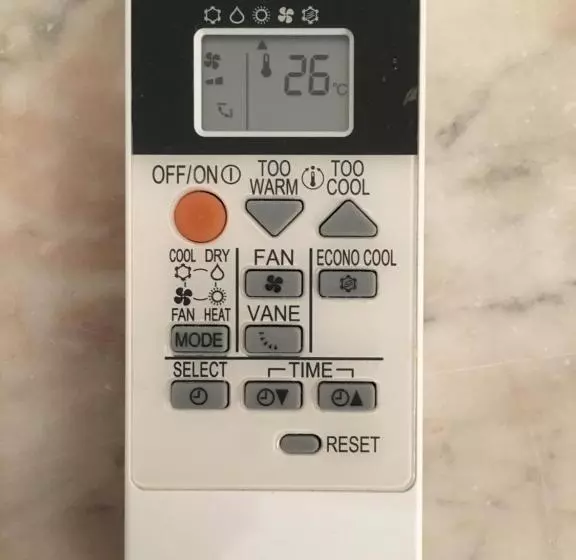 26°C
OFF/ON
TOO WARM
TOO COOL
COOL DRY
FAN HEAT
MODE
FAN
VANE
ECONO COOL
SELECT
TIME
RESET